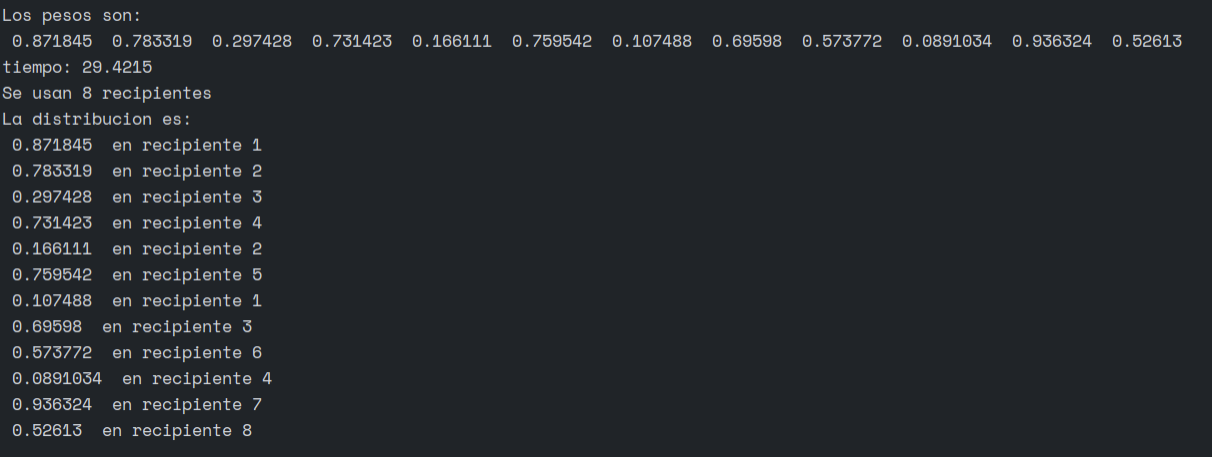 Los pesos son:
0.871845 0.783319 0.297428 0.731423 0.166111 0.759542 0.107488 0.69598 0.573772 0.0891034 0.936324 0.52613
tiempo: 29.4215
Se usan 8 recipientes
La distribucion es:
0.871845 en recipiente 1
0.783319 en recipiente 2
0.297428 en recipiente 3
0.731423 en recipiente 4
0.166111 en recipiente 2
0.759542 en recipiente 5
0.107488 en recipiente 1
0.69598 en recipiente 3
0.573772 en recipiente 6
0.0891034 en recipiente 4
0.936324 en recipiente 7
0.52613 en recipiente 8